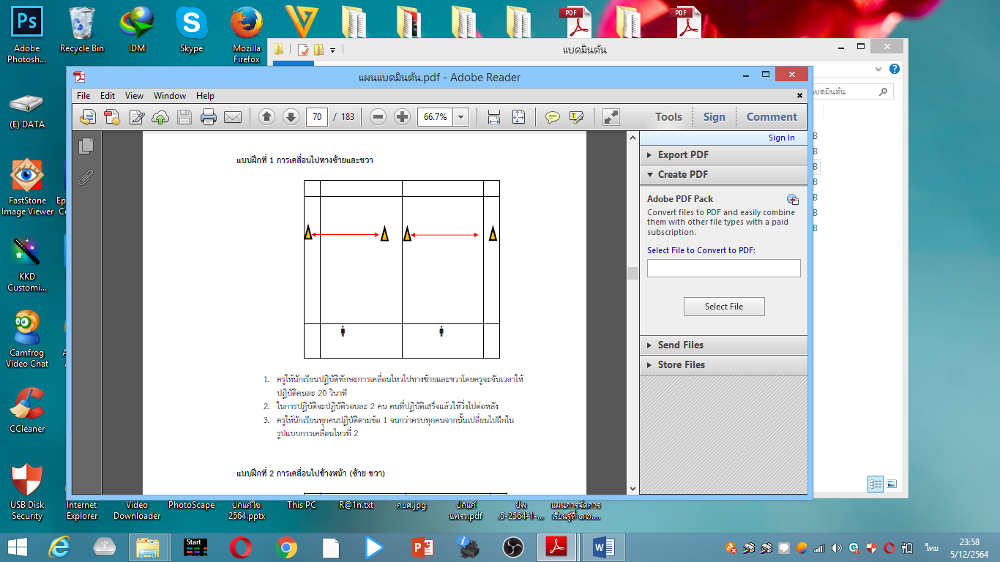 Adobe Photosh...
Recycle Bin
IDM
Skype
Mozilla Firefox
PDF
PDF
แบดมินตัน
(E) DATA
แผนแบดมินตัน.pdf - Adobe Reader
File Edit View Window Help
70 / 183
66.7%
Tools Sign Comment
Sign In
Export PDF
Create PDF
Adobe PDF Pack
Convert files to PDF and easily combine
them with other file types with a paid
subscription.
Select File to Convert to PDF:
Select File
Send Files
Store Files
แบบฝึกที่ 1 การเคลื่อนไปทางซ้ายและขวา
1. ครูให้นักเรียนปฏิบัติทักษะการเคลื่อนไหวไปทางซ้ายและขวาโดยครูจะจับเวลาให้
ปฏิบัติคนละ 20 วินาที
2. ในการปฏิบัติจะปฏิบัติรอบละ 2 คน คนที่ปฏิบัติเสร็จแล้วให้วิ่งไปต่อหลัง
3. ครูให้นักเรียนทุกคนปฏิบัติตามข้อ 1 จนกว่าครบทุกคนจากนั้นเปลี่ยนไปฝึกใน
รูปแบบการเคลื่อนไหวที่ 2
แบบฝึกที่ 2 การเคลื่อนไปข้างหน้า (ซ้าย-ขวา)
FastStone
Image Viewer
KKD
Customi...
Camfrog
Video Chat
CCleaner
USB Disk
Security
Internet
Explorer
Video
Downloader
PhotoScape
ปกแก้ไข
2564.pptx
This PC
R@1n.txt
กยศ.jpg
ปกแก้
แพรว.pdf
ปพ
.5-2564-1-...
แผนการจัดการ
เรียนรู้ที่ ๑๓....
Start
ไทย
23:58
5/12/2564